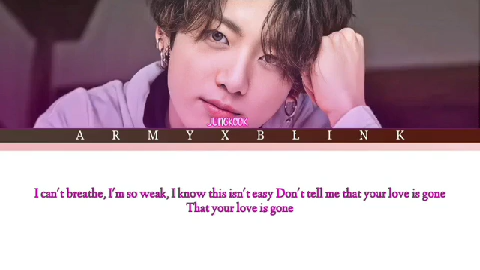 JUNGKOOK
A R M Y X B L I N K
I can't breathe, I'm so weak, I know this isn't easy Don't tell me that your love is gone
That your love is gone